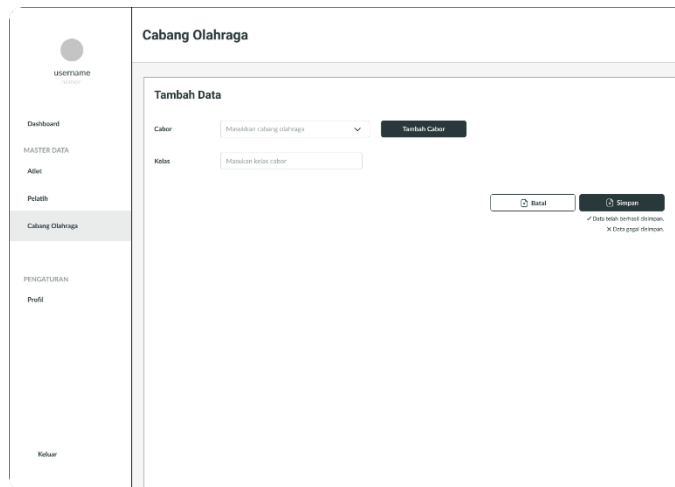 username
Dashboard
MASTER DATA
Atlet
Pelatih
Cabang Olahraga
PENGATURAN
Profil
Keluar
Cabang Olahraga
Tambah Data
Cabor
Masukkan cabang olahraga
Tambah Cabor
Kelas
Masukan kelas cabor
Batal
Simpan
✓ Data telah berhasil disimpan.
✕ Data gagal disimpan.